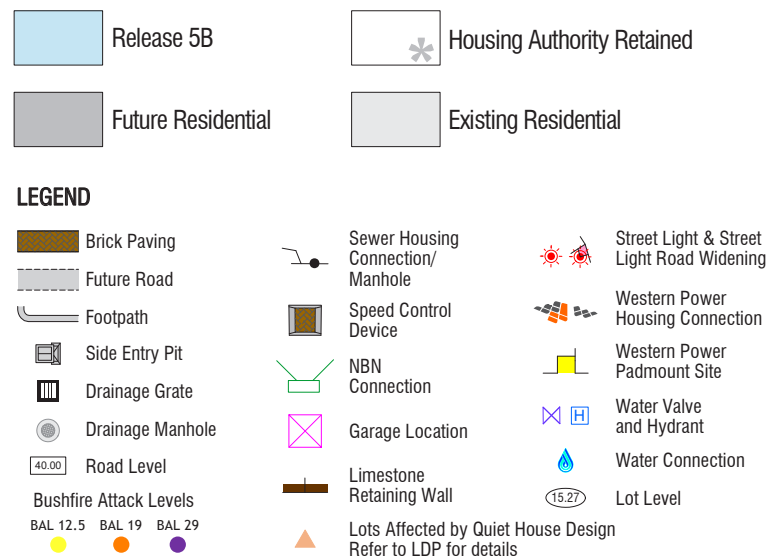 Release 5B
Housing Authority Retained
Future Residential
Existing Residential
LEGEND
Brick Paving
Future Road
Footpath
Side Entry Pit
Drainage Grate
Drainage Manhole
40.00 Road Level
Bushfire Attack Levels
BAL 12.5 BAL 19 BAL 29
Sewer Housing
Connection/
Manhole
Speed Control
Device
NBN
Connection
Garage Location
Limestone
Retaining Wall
Lots Affected by Quiet House Design
Refer to LDP for details
Street Light & Street
Light Road Widening
Western Power
Housing Connection
Western Power
Padmount Site
H
Water Valve
and Hydrant
Water Connection
15.27 Lot Level